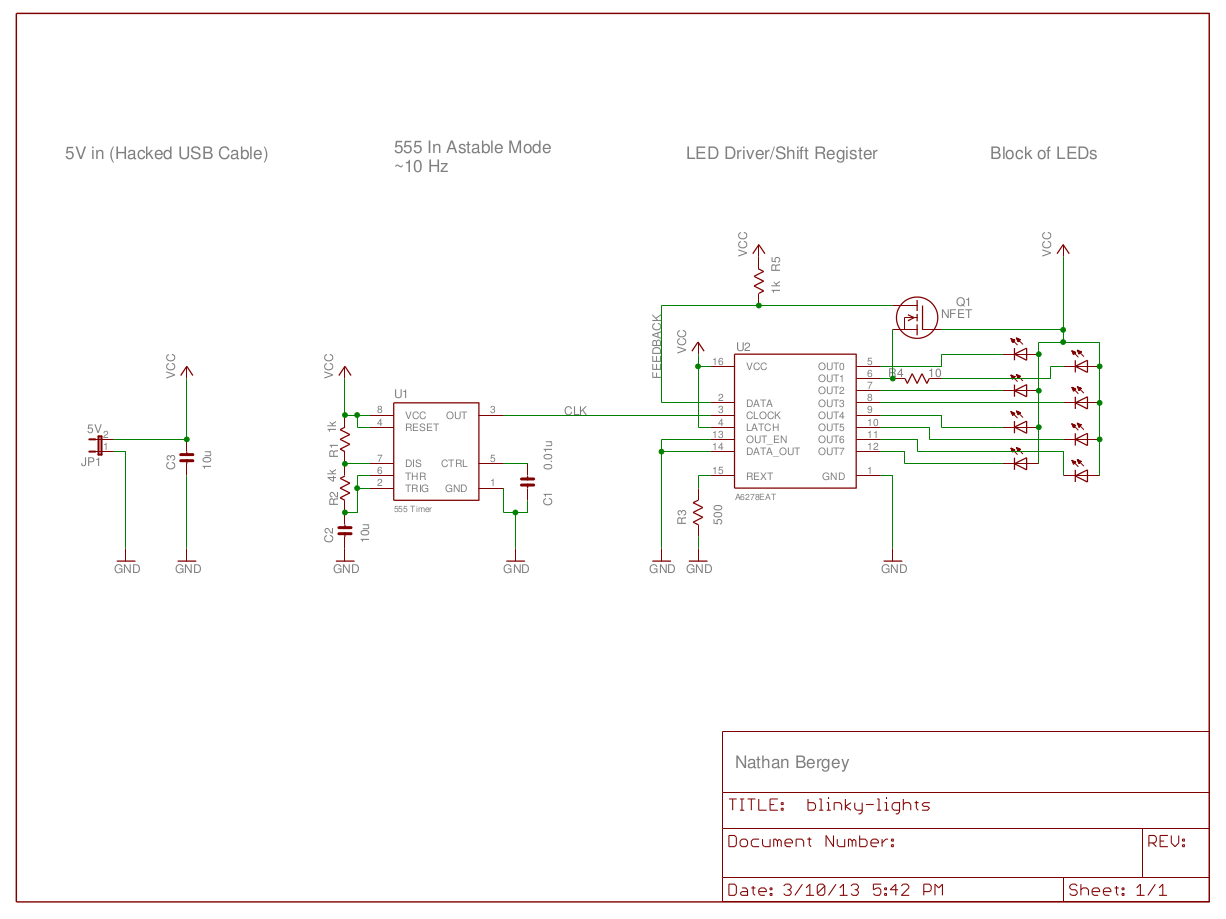 5V in (Hacked USB Cable)
555 In Astable Mode
~10 Hz
LED Driver/Shift Register
Block of LEDs
VCC
5V
2
1
JP1
C3
10u
GND
GND
VCC
1k
R1
4k
R2
C2
10u
GND
U1
8
4
7
6
2
VCC
RESET
DIS
THR
TRIG
OUT
CTRL
GND
3
5
1
555 Timer
0.01u
C1
GND
CLK
FEEDBACK
VCC
R5
1k
VCC
U2
16
2
3
4
13
14
15
VCC
DATA
CLOCK
LATCH
OUT_EN
DATA_OUT
REXT
OUT0
OUT1
OUT2
OUT3
OUT4
OUT5
OUT6
OUT7
GND
5
6
7
8
9
10
11
12
1
A6278EAT
R3
500
GND
GND
GND
Q1
NFET
R4
10
VCC
Nathan Bergey
TITLE: blinky-lights
Document Number:
REV:
Date: 3/10/13 5:42 PM
Sheet: 1/1